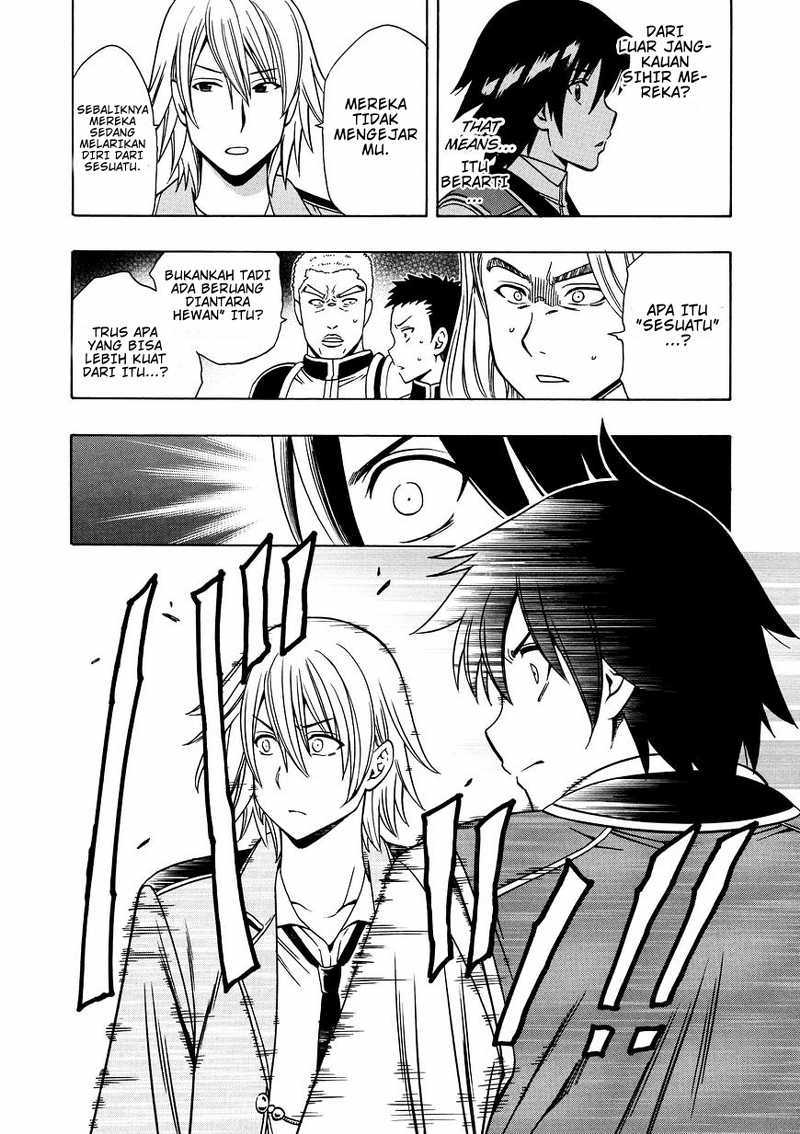 DARI
LUAR JANG-
KAUAN
SIHIR ME-
REKA?
THAT
MEANS...
ITU
BERARTI
...
MEREKA
TIDAK
MENGEJAR
MU.
SEBALIKNYA
MEREKA
SEDANG
MELARIKAN
DIRI DARI
SESUATU.
APA ITU
"SESUATU"
...?
BUKANKAH TADI
ADA BERUANG
DIANTARA
HEWAN" ITU?
TRUS APA
YANG BISA
LEBIH KUAT
DARI ITU...?